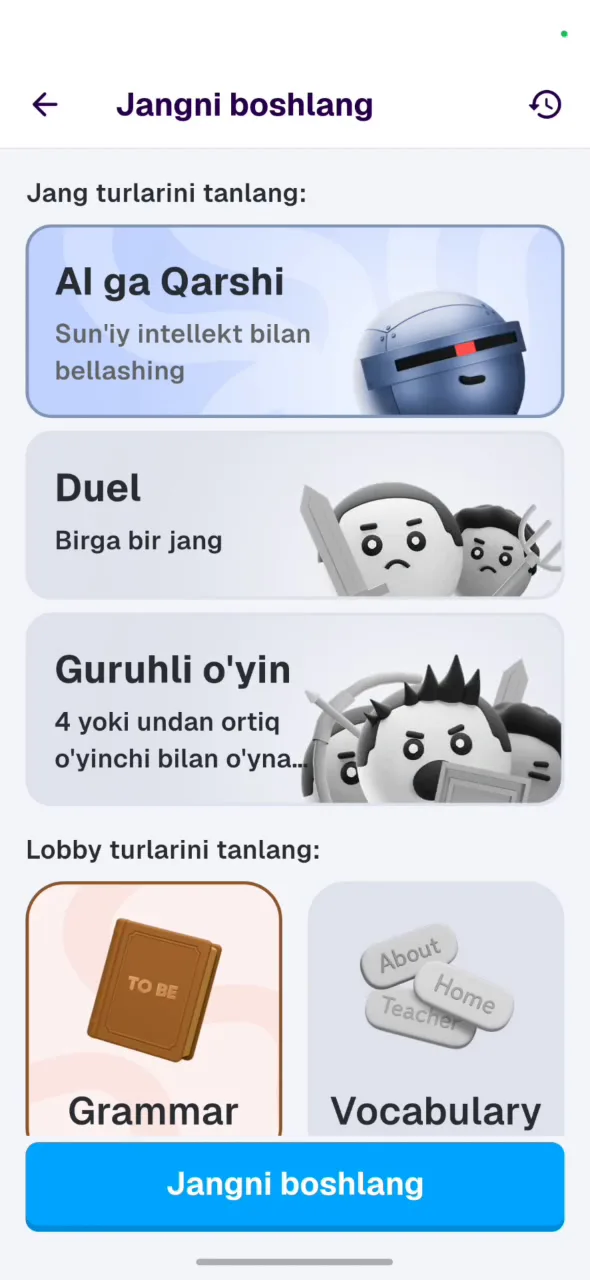 Jangni boshlang
Jang turlarini tanlang:
AI ga Qarshi
Sun'iy intellekt bilan
bellashing
Duel
Birga bir jang
Guruhli o'yin
4 yoki undan ortiq
o'yinchi bilan o'yna...
Lobby turlarini tanlang:
TO BE
Grammar
About
Home
Teacher
Vocabulary
Jangni boshlang